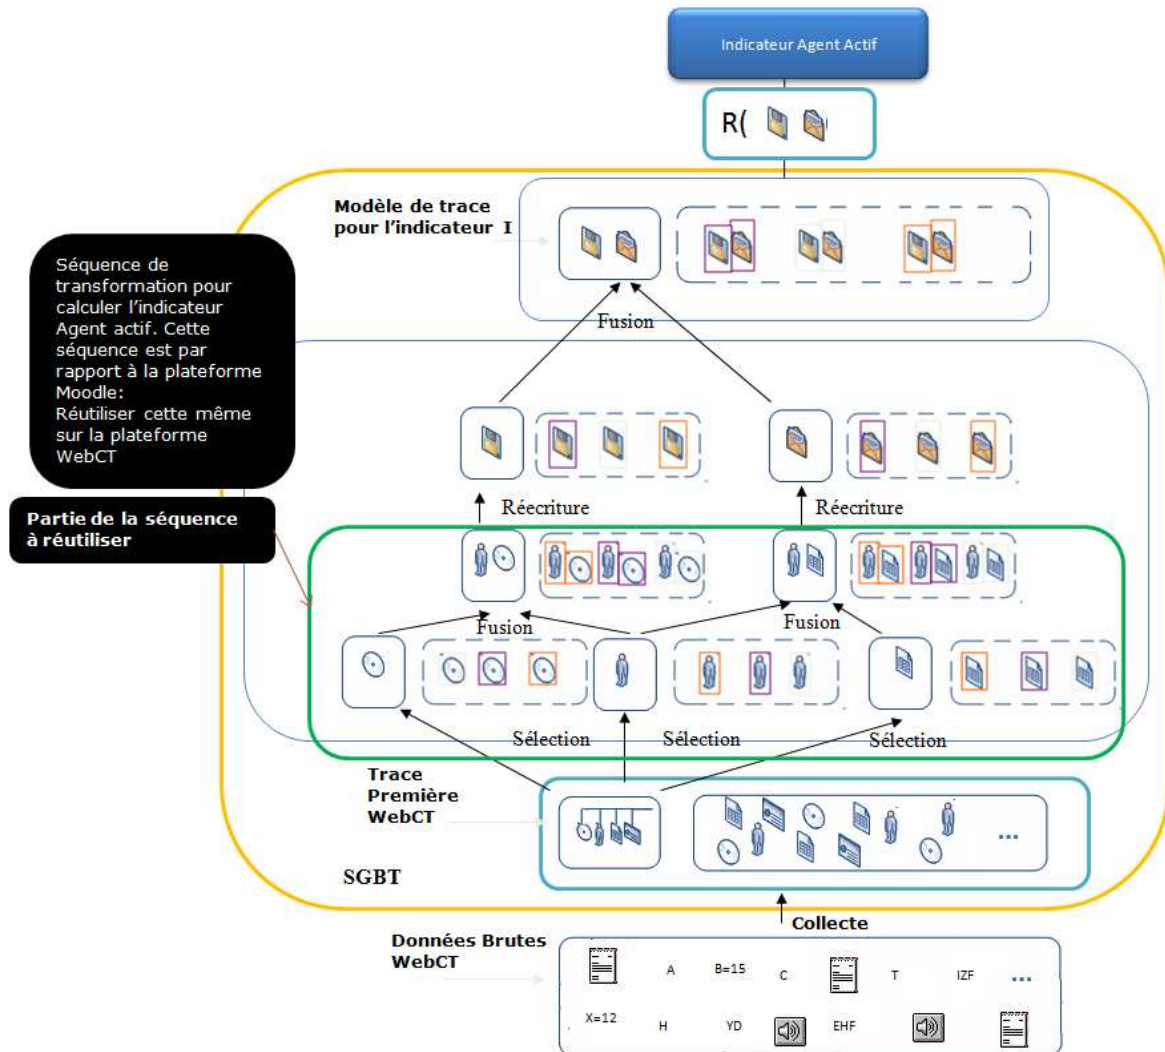 Indicateur Agent Actif
R(
Modèle de trace
pour l'indicateur I
Séquence de
transformation pour
calculer l'indicateur
Agent actif. Cette
séquence est par
rapport à la plateforme
Moodle:
Réutiliser cette même
sur la plateforme
WebCT
Fusion
Réecriture
Réecriture
Partie de la séquence
à réutiliser
Fusion
Fusion
Sélection
Sélection
Sélection
Trace
Première
WebCT
...
SGBT
Collecte
Données Brutes
WebCT
A B=15 C T IZF ...
X=12 H YD EHF